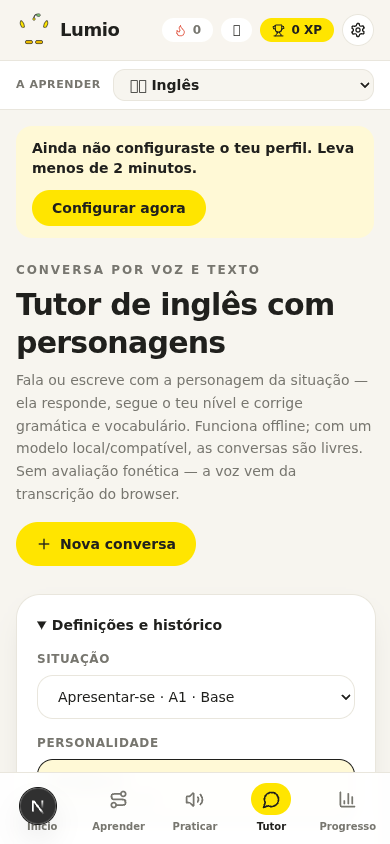 Lumio
0
0 XP
A APRENDER
Inglês
Ainda não configuraste o teu perfil. Leva
menos de 2 minutos.
Configurar agora
CONVERSA POR VOZ E TEXTO
Tutor de inglês com
personagens
Fala ou escreve com a personagem da situação —
ela responde, segue o teu nível e corrige
gramática e vocabulário. Funciona offline; com um
modelo local/compatível, as conversas são livres.
Sem avaliação fonética — a voz vem da
transcrição do browser.
Nova conversa
Definições e histórico
SITUAÇÃO
Apresentar-se · A1 · Base
PERSONALIDADE
N
Início
Aprender
Praticar
Tutor
Progresso